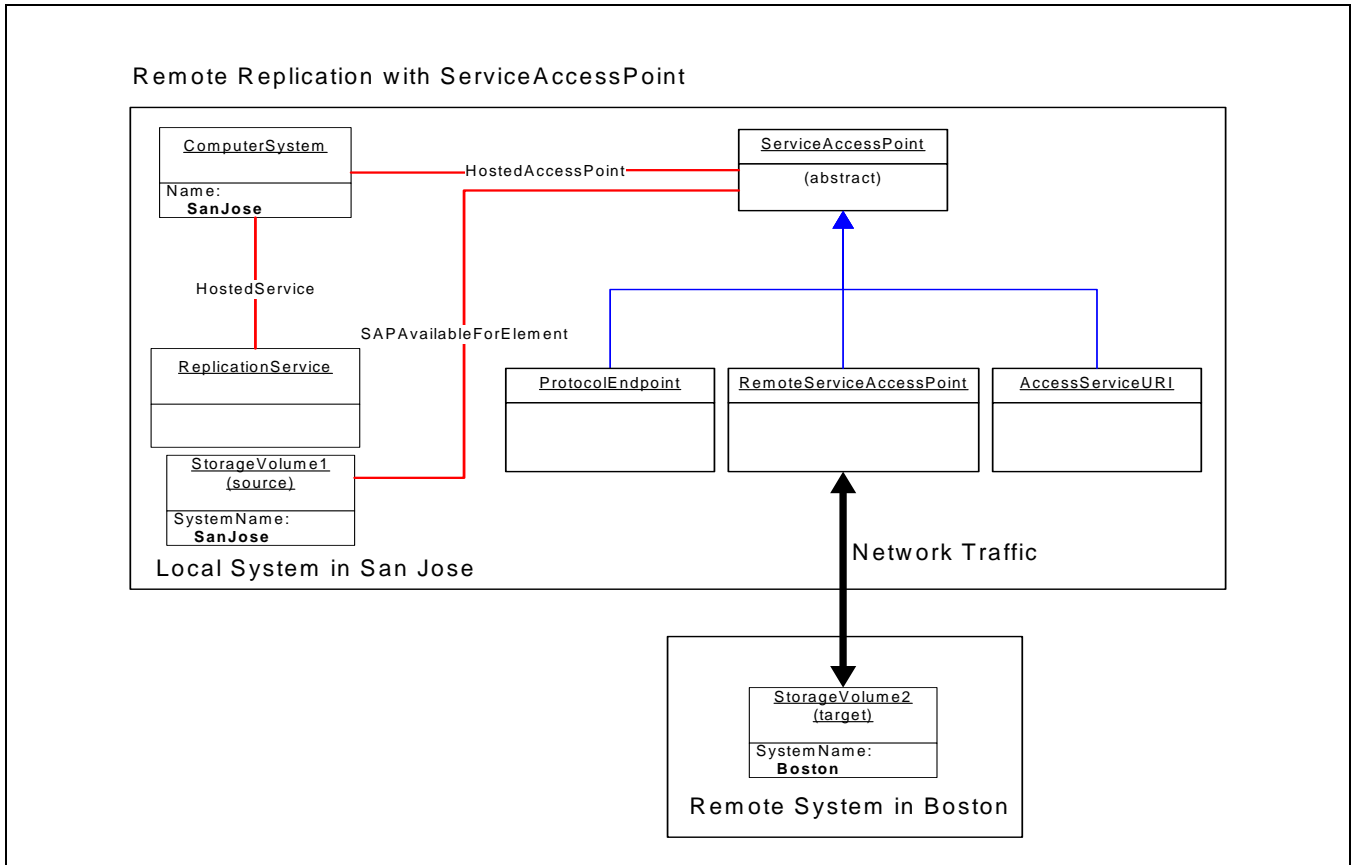 Remote Replication with ServiceAccessPoint
ComputerSystem
Name:
SanJose
HostedAccessPoint
ServiceAccessPoint
(abstract)
HostedService
SAPAvailableForElement
ReplicationService
ProtocolEndpoint
RemoteServiceAccessPoint
AccessServiceURI
StorageVolume1
(source)
SystemName:
SanJose
Local System in San Jose
Network Traffic
StorageVolume2
(target)
SystemName:
Boston
Remote System in Boston